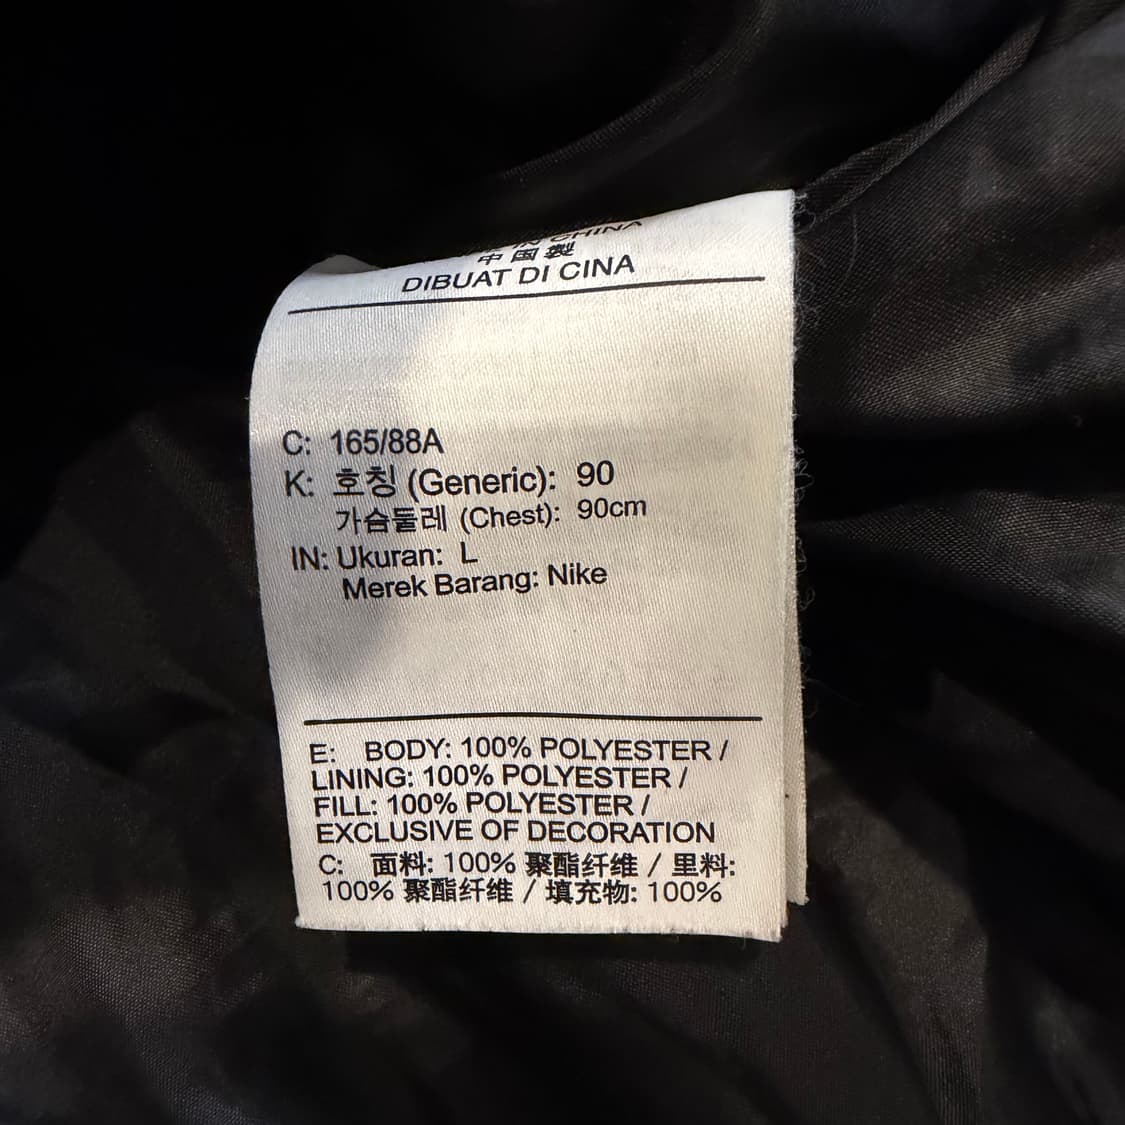 IN CHINA
中国製
DIBUAT DI CINA
C: 165/88A
K: 호칭 (Generic): 90
가슴둘레 (Chest): 90cm
IN: Ukuran: L
Merek Barang: Nike
E: BODY: 100% POLYESTER /
LINING: 100% POLYESTER /
FILL: 100% POLYESTER /
EXCLUSIVE OF DECORATION
C: 面料: 100% 聚酯纤维 / 里料:
100% 聚酯纤维 / 填充物: 100%